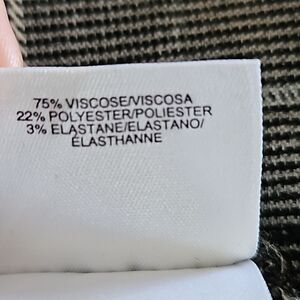 75% VISCOSE/VISCOSA
22% POLYESTER/POLIESTER
3% ELASTANE/ELASTANO/
ÉLASTHANNE